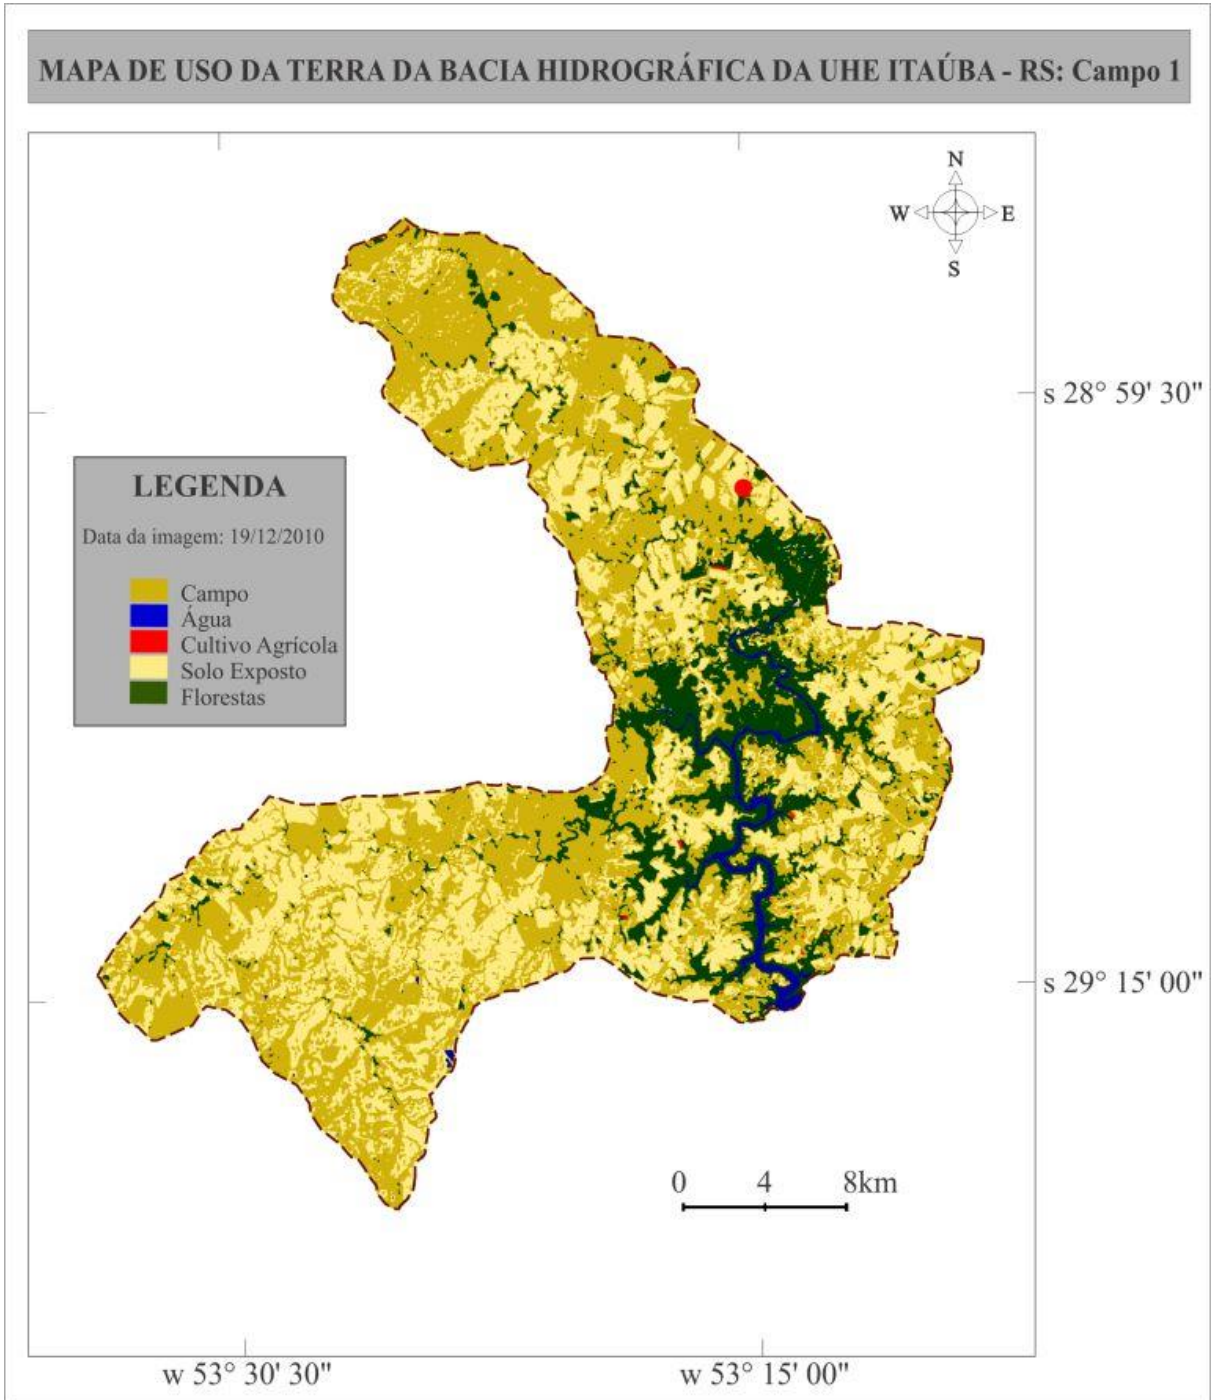 MAPA DE USO DA TERRA DA BACIA HIDROGRÁFICA DA UHE ITAÚBA - RS: Campo 1
N
W E
S
s 28° 59' 30"
LEGENDA
Data da imagem: 19/12/2010
Campo
Água
Cultivo Agrícola
Solo Exposto
Florestas
s 29° 15' 00"
0 4 8km
w 53° 30' 30" w 53° 15' 00"